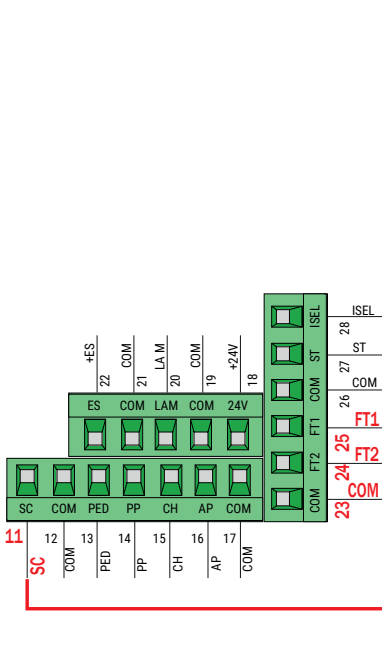 ISEL
ISEL
28
ST
ST
27
COM
COM
26
FT1
FT1
25
FT2
FT2
24
COM
COM
23
+ES
COM
LA M
COM
+24V
22
21
20
19
18
ES COM LAM COM 24V
SC COM PED PP CH AP COM
11 12 13 14 15 16 17
SC
COM
PED
PP
CH
AP
COM